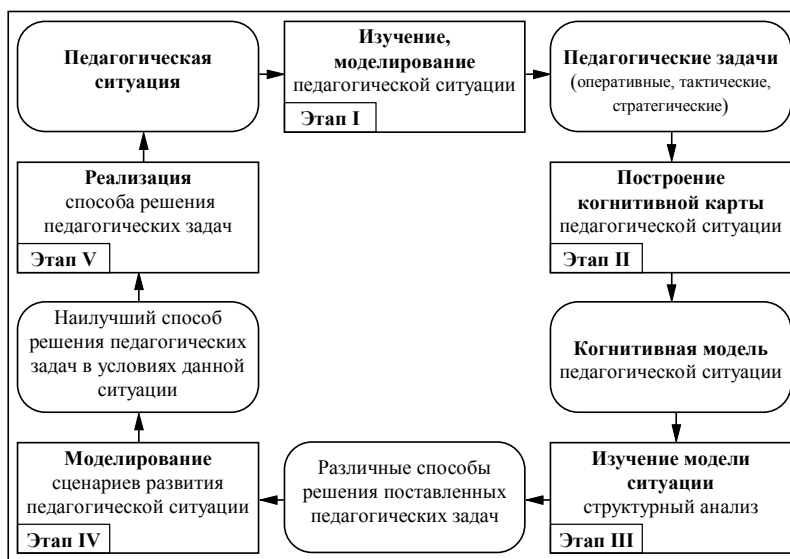 Педагогическая
ситуация
Изучение,
моделирование
педагогической ситуации
Этап I
Педагогические задачи
(оперативные, тактические,
стратегические)
Построение
когнитивной карты
педагогической ситуации
Этап II
Когнитивная модель
педагогической ситуации
Изучение модели
ситуации
структурный анализ
Этап III
Различные способы
решения поставленных
педагогических задач
Моделирование
сценариев развития
педагогической ситуации
Этап IV
Наилучший способ
решения педагогических
задач в условиях данной
ситуации
Реализация
способа решения
педагогических задач
Этап V